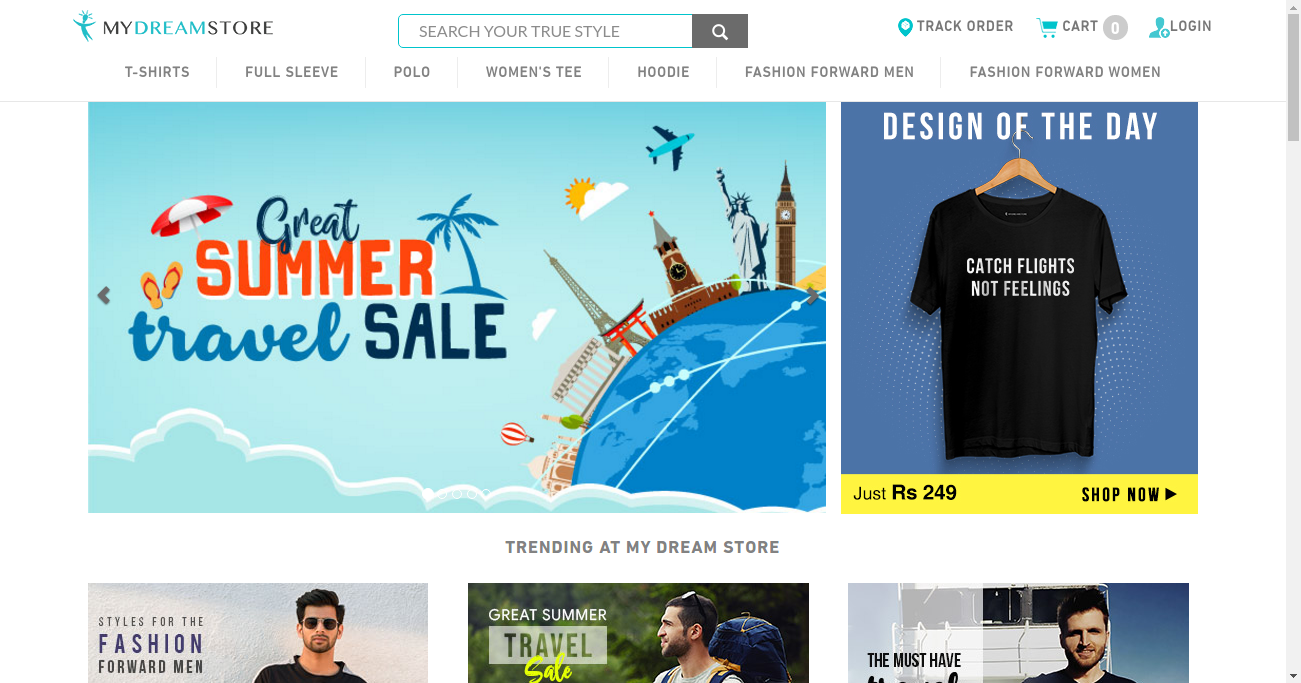 MYDREAMSTORE
SEARCH YOUR TRUE STYLE
TRACK ORDER
CART 0
LOGIN
T-SHIRTS
FULL SLEEVE
POLO
WOMEN'S TEE
HOODIE
FASHION FORWARD MEN
FASHION FORWARD WOMEN
Great
SUMMER
travel SALE
DESIGN OF THE DAY
CATCH FLIGHTS
NOT FEELINGS
Just Rs 249
SHOP NOW
TRENDING AT MY DREAM STORE
STYLES FOR THE
FASHION
FORWARD MEN
GREAT SUMMER
TRAVEL
Sale
THE MUST HAVE